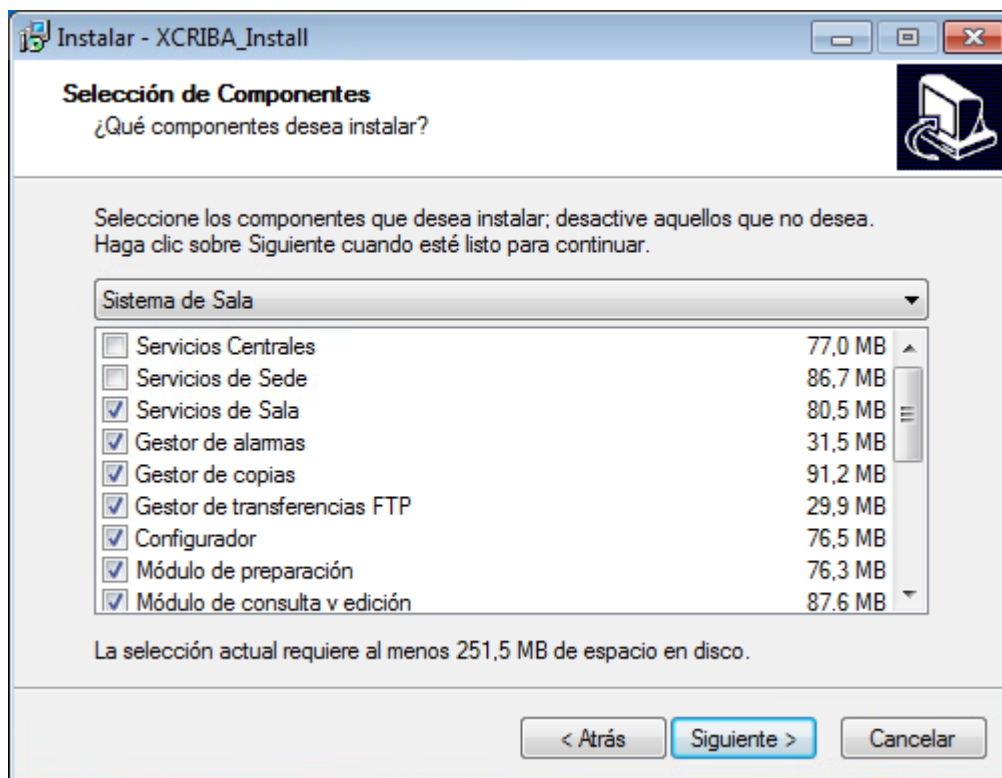 Instalar - XCRIBA_Install
Selección de Componentes
¿Qué componentes desea instalar?
Seleccione los componentes que desea instalar; desactive aquellos que no desea.
Haga clic sobre Siguiente cuando esté listo para continuar.
Sistema de Sala
Servicios Centrales 77,0 MB
Servicios de Sede 86,7 MB
Servicios de Sala 80,5 MB
Gestor de alarmas 31,5 MB
Gestor de copias 91,2 MB
Gestor de transferencias FTP 29,9 MB
Configurador 76,5 MB
Módulo de preparación 76,3 MB
Módulo de consulta y edición 87,6 MB
La selección actual requiere al menos 251,5 MB de espacio en disco.
< Atrás Siguiente > Cancelar